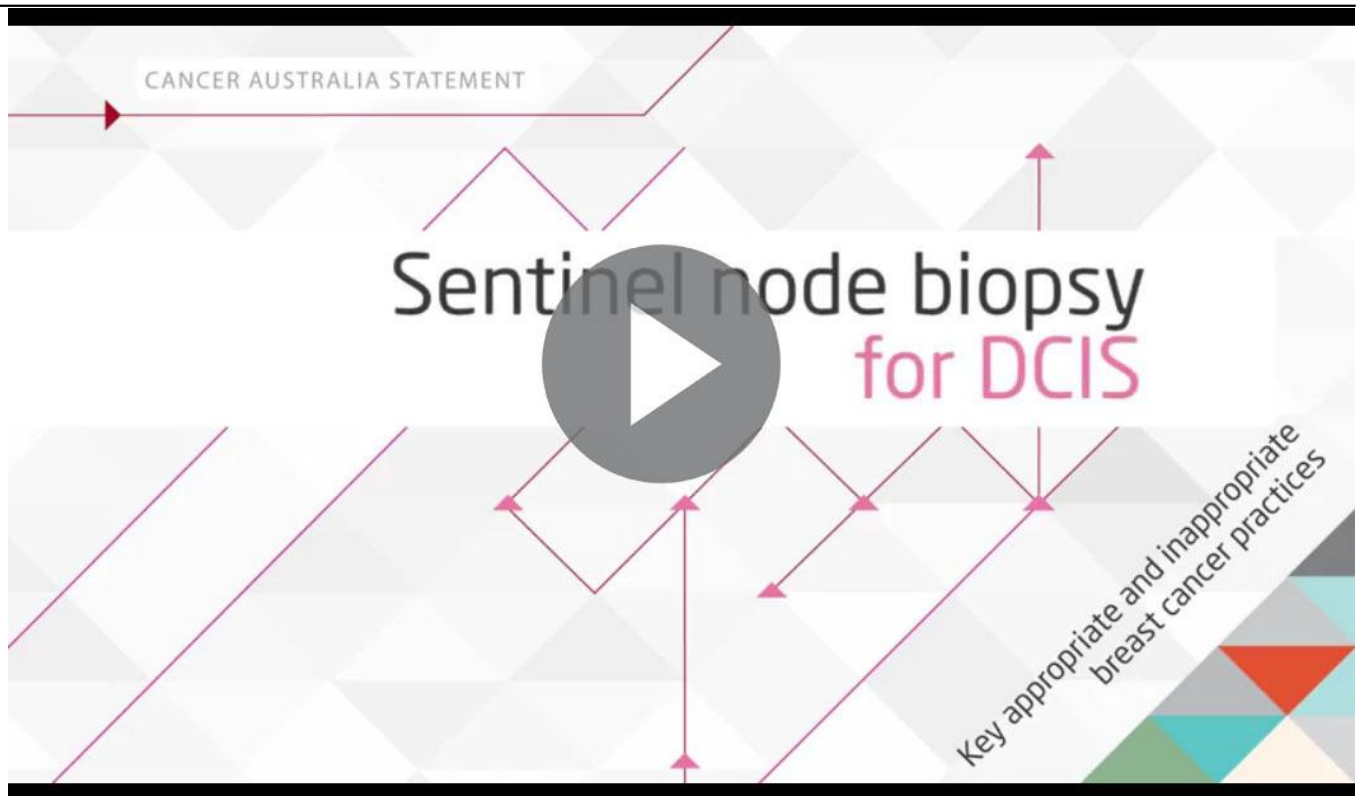 CANCER AUSTRALIA STATEMENT
Sentinel node biopsy
for DCIS
Key appropriate and inappropriate
breast cancer practices